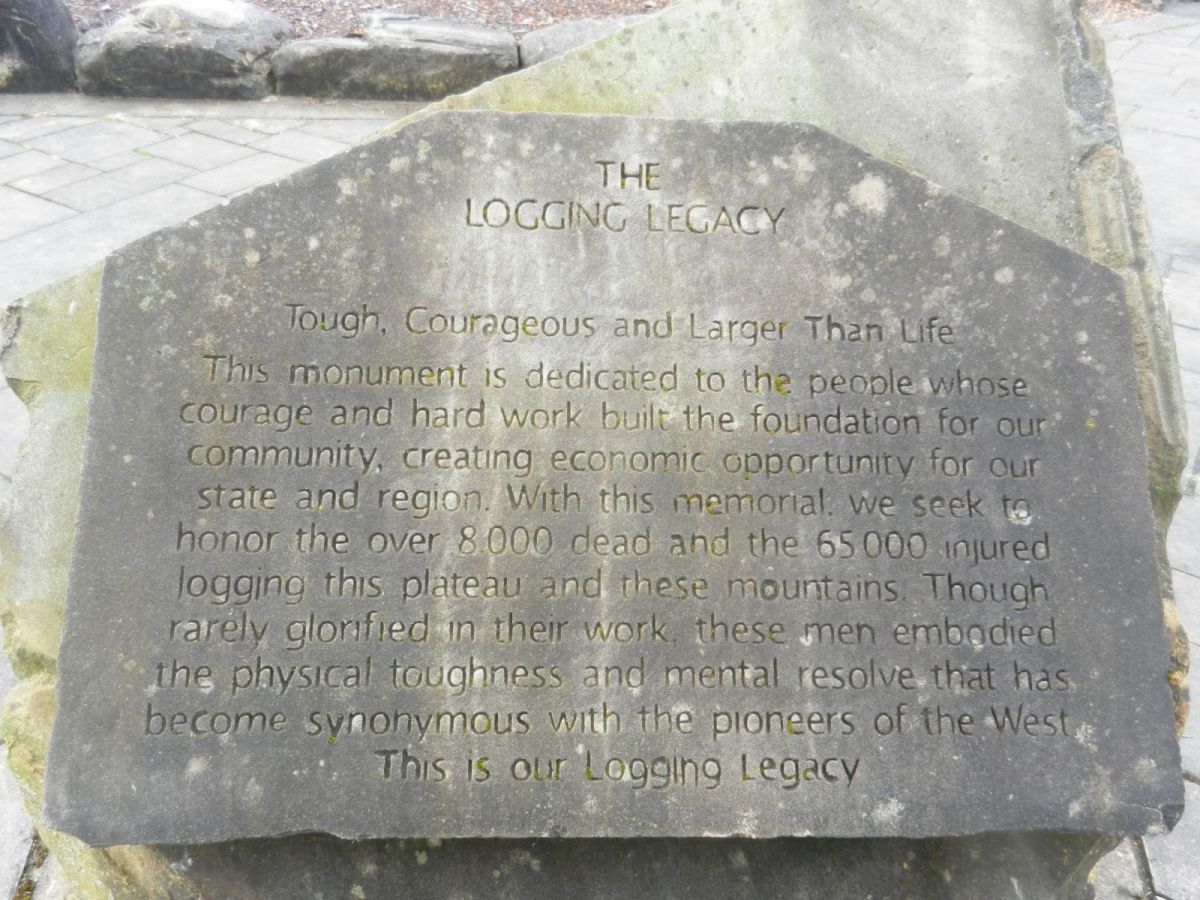 THE
LOGGING LEGACY
Tough, Courageous and Larger Than Life
This monument is dedicated to the people whose
courage and hard work built the foundation for our
community, creating economic opportunity for our
state and region. With this memorial, we seek to
honor the over 8,000 dead and the 65,000 injured
logging this plateau and these mountains. Though
rarely glorified in their work, these men embodied
the physical toughness and mental resolve that has
become synonymous with the pioneers of the West.
This is our Logging Legacy